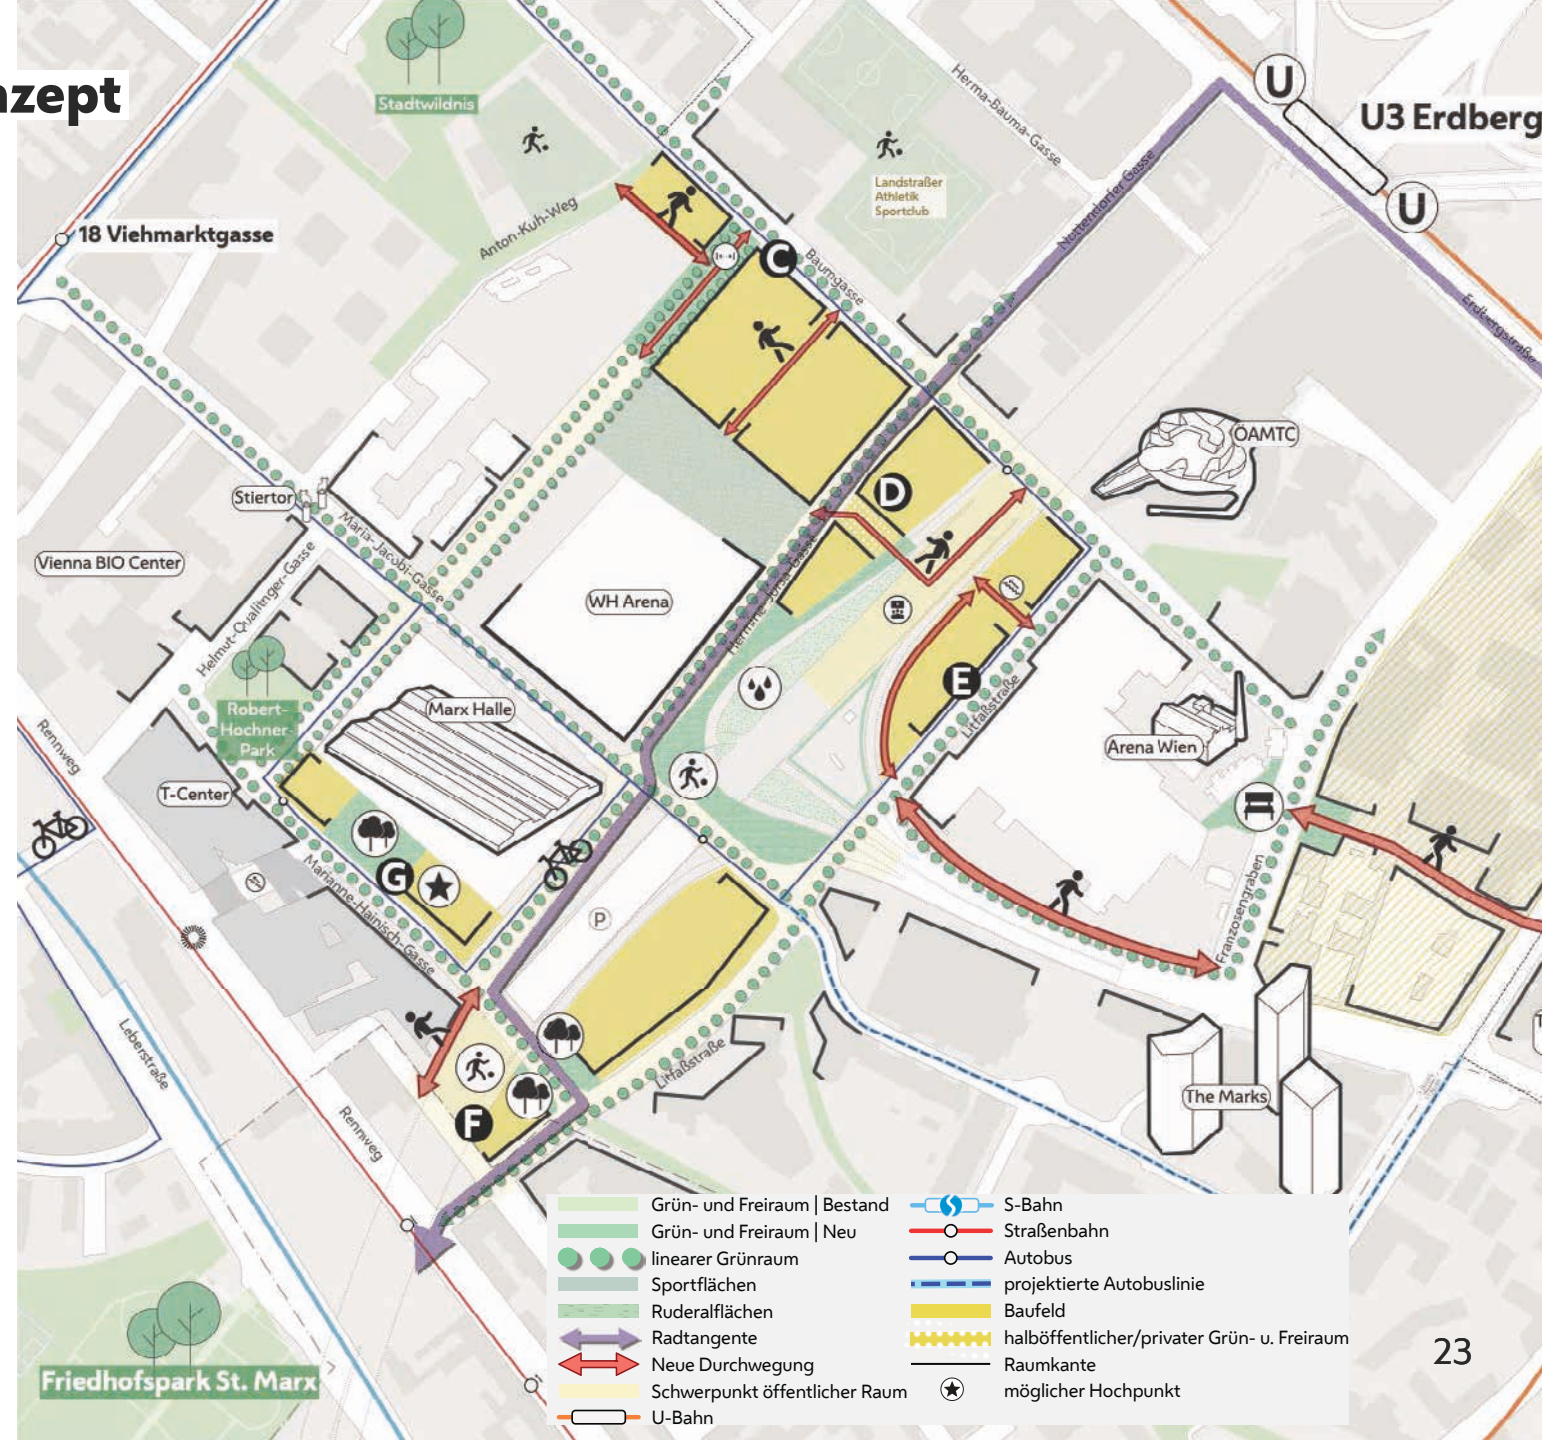 nzept
Stadtwildnis
U
U3 Erdberg
U
Herma-Bauma-Gasse
Landstraßer
Athletik
Sportclub
Nottendorfer Gasse
18 Viehmarktgasse
Anton-Kuh-Weg
C
Baumgasse
Erdbergstraße
ÖAMTC
D
Stiertor
Maria-Jacobi-Gasse
Vienna BIO Center
Helmut-Qualtinger-Gasse
WH Arena
Hermine-Jursa-Gasse
E
Litfaßstraße
Robert-
Hochner-
Park
Marx Halle
Arena Wien
Rennweg
T-Center
G
Marianne-Hainisch-Gasse
P
Franzosengraben
Leberstraße
Litfaßstraße
The Marks
F
Rennweg
Friedhofspark St. Marx
Grün- und Freiraum | Bestand
Grün- und Freiraum | Neu
linearer Grünraum
Sportflächen
Ruderalflächen
Radtangente
Neue Durchwegung
Schwerpunkt öffentlicher Raum
U-Bahn
S-Bahn
Straßenbahn
Autobus
projektierte Autobuslinie
Baufeld
halböffentlicher/privater Grün- u. Freiraum
Raumkante
möglicher Hochpunkt
23